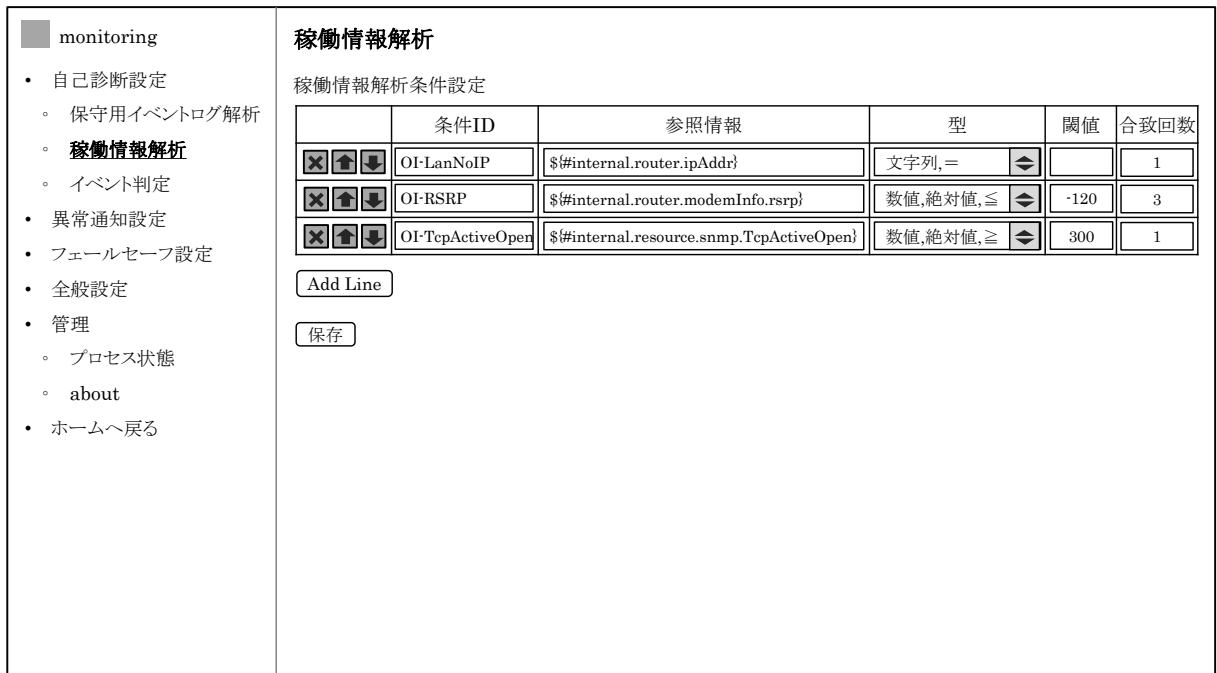 monitoring
• 自己診断設定
◦ 保守用イベントログ解析
◦ 稼働情報解析
◦ イベント判定
• 異常通知設定
• フェールセーフ設定
• 全般設定
• 管理
◦ プロセス状態
◦ about
• ホームへ戻る
稼働情報解析
稼働情報解析条件設定
条件ID 参照情報 型 閾値 合致回数
OI-LanNoIP ${#internal.router.ipAddr} 文字列,＝ 1
OI-RSRP ${#internal.router.modemInfo.rsrp} 数値,絶対値,≦ -120 3
OI-TcpActiveOpen ${#internal.resource.snmp.TcpActiveOpen} 数値,絶対値,≧ 300 1
Add Line
保存